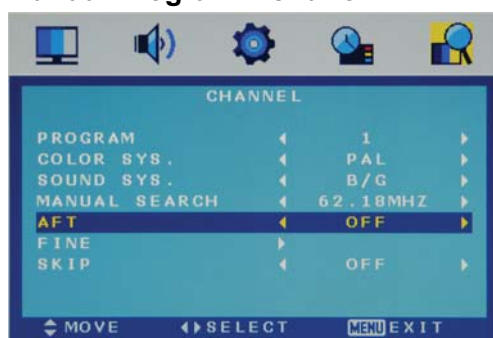 CHANNEL
PROGRAM 1
COLOR SYS. PAL
SOUND SYS. B/G
MANUAL SEARCH 62.18MHZ
AFT OFF
FINE
SKIP OFF
MOVE SELECT MENU EXIT